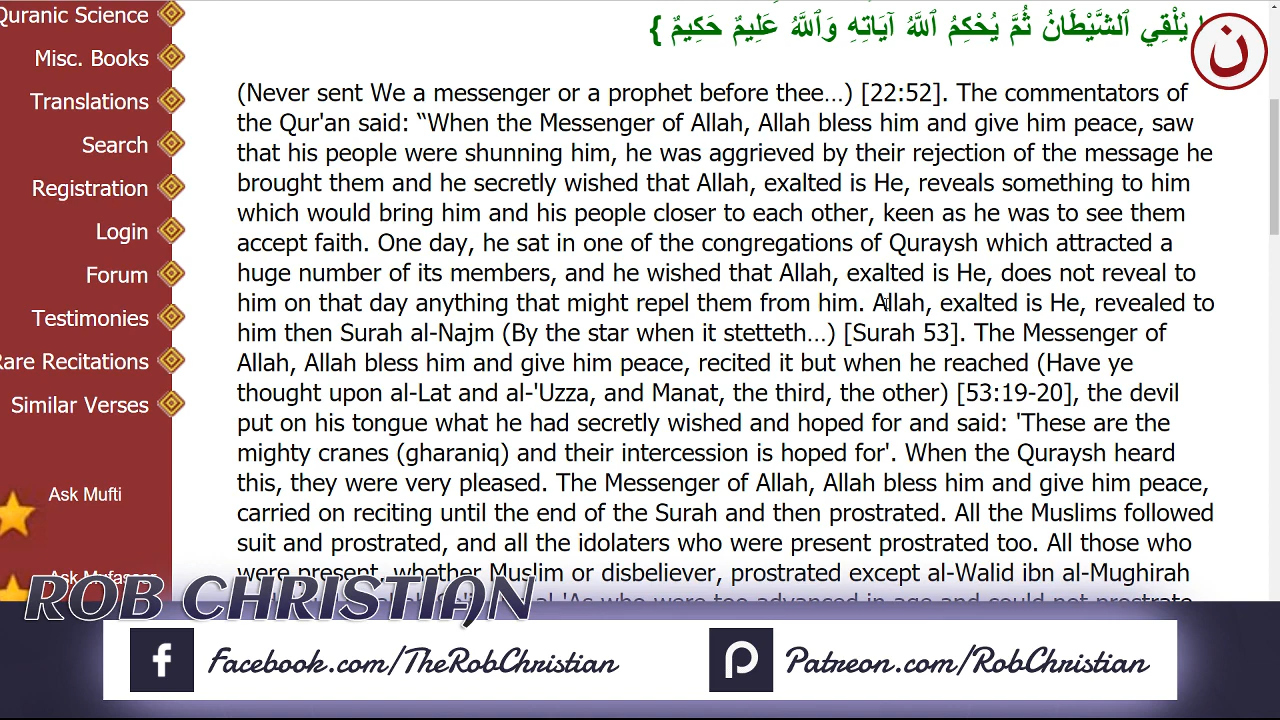 Quranic Science
Misc. Books
Translations
Search
Registration
Login
Forum
Testimonies
Rare Recitations
Similar Verses
Ask Mufti
يُلْقِي ٱلشَّيْطَانُ ثُمَّ يُحْكِمُ ٱللَّهُ آيَاتِهِ وَٱللَّهُ عَلِيمٌ حَكِيمٌ }
ن
(Never sent We a messenger or a prophet before thee…) [22:52]. The commentators of
the Qur'an said: “When the Messenger of Allah, Allah bless him and give him peace, saw
that his people were shunning him, he was aggrieved by their rejection of the message he
brought them and he secretly wished that Allah, exalted is He, reveals something to him
which would bring him and his people closer to each other, keen as he was to see them
accept faith. One day, he sat in one of the congregations of Quraysh which attracted a
huge number of its members, and he wished that Allah, exalted is He, does not reveal to
him on that day anything that might repel them from him. Allah, exalted is He, revealed to
him then Surah al-Najm (By the star when it stetteth…) [Surah 53]. The Messenger of
Allah, Allah bless him and give him peace, recited it but when he reached (Have ye
thought upon al-Lat and al-'Uzza, and Manat, the third, the other) [53:19-20], the devil
put on his tongue what he had secretly wished and hoped for and said: 'These are the
mighty cranes (gharaniq) and their intercession is hoped for'. When the Quraysh heard
this, they were very pleased. The Messenger of Allah, Allah bless him and give him peace,
carried on reciting until the end of the Surah and then prostrated. All the Muslims followed
suit and prostrated, and all the idolaters who were present prostrated too. All those who
were present, whether Muslim or disbeliever, prostrated except al-Walid ibn al-Mughirah
al-'As who were too advanced in age and could not prostrate
ROB CHRISTIAN
Facebook.com/TheRobChristian
Patreon.com/RobChristian